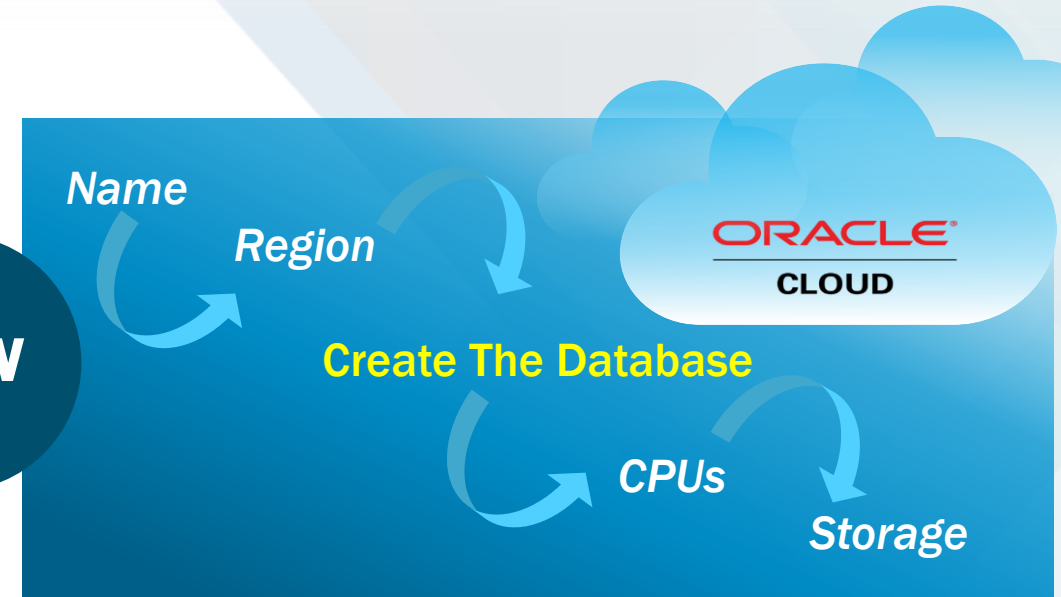 Name
Region
ORACLE®
CLOUD
Create The Database
CPUs
Storage